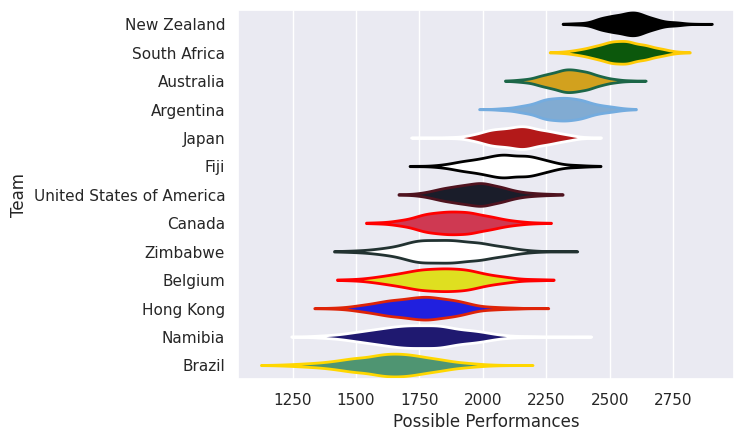 New Zealand
South Africa
Australia
Argentina
Japan
Fiji
United States of America
Canada
Zimbabwe
Belgium
Hong Kong
Namibia
Brazil
Team
1250 1500 1750 2000 2250 2500 2750
Possible Performances